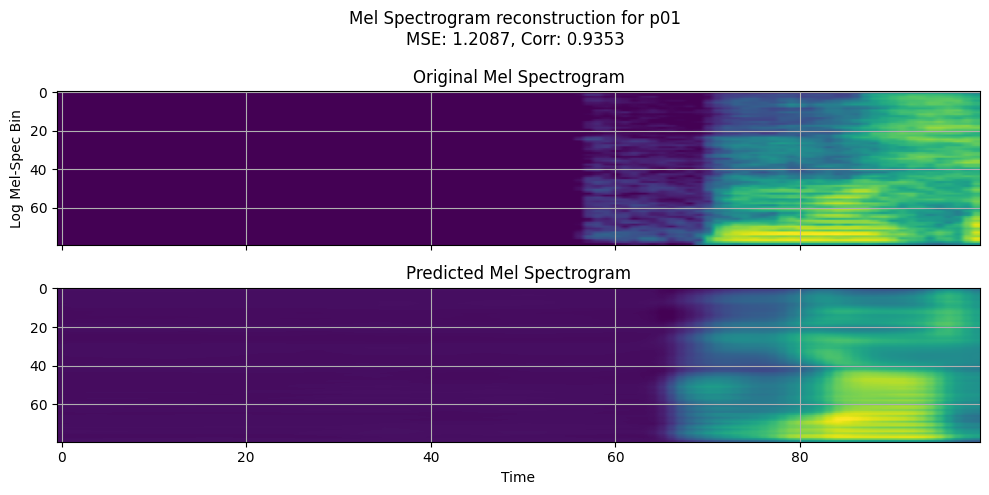 Mel Spectrogram reconstruction for p01
MSE: 1.2087, Corr: 0.9353
Original Mel Spectrogram
0
20
40
60
Log Mel-Spec Bin
Predicted Mel Spectrogram
0
20
40
60
0 20 40 60 80
Time